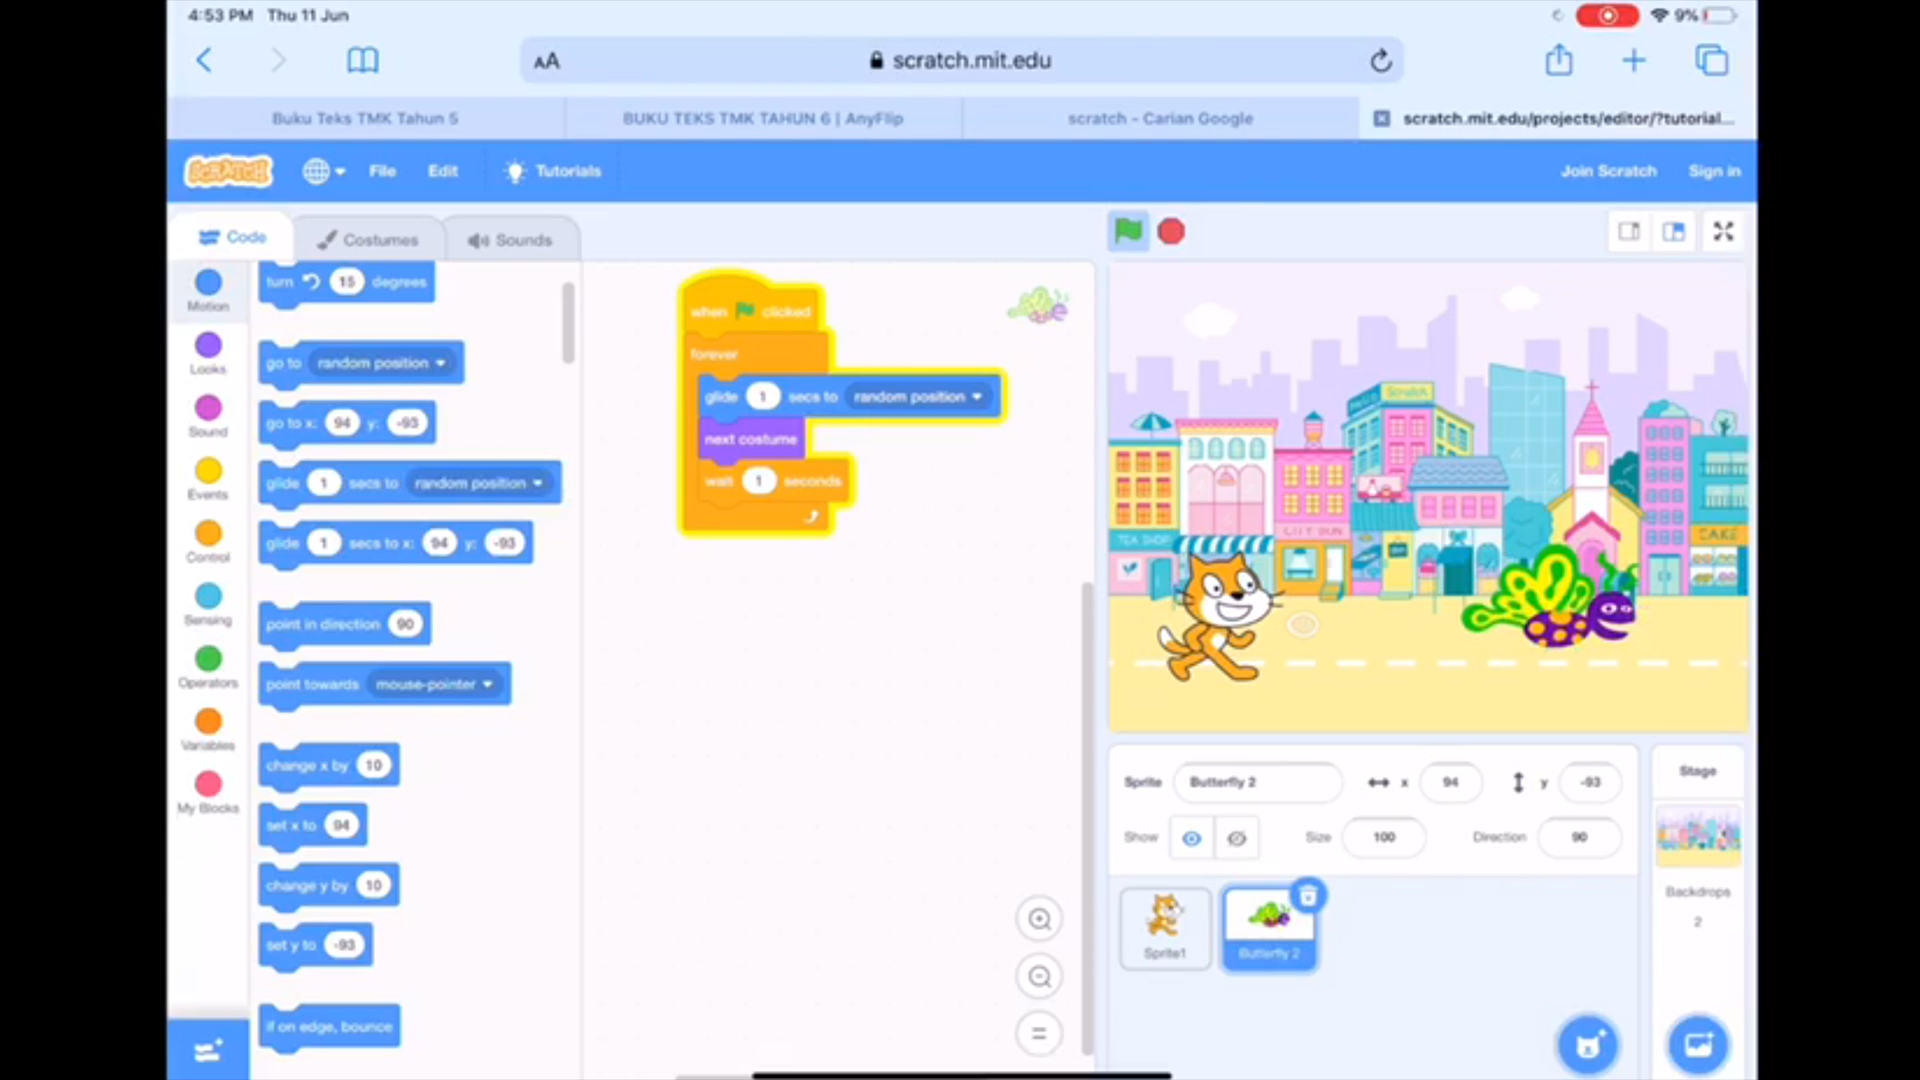 4:53 PM Thu 11 Jun
9%
AA
scratch.mit.edu
Buku Teks TMK Tahun 5
BUKU TEKS TMK TAHUN 6 | AnyFlip
scratch - Carian Google
scratch.mit.edu/projects/editor/?tutorial...
SCRATCH
File
Edit
Tutorials
Join Scratch
Sign in
Code
Costumes
Sounds
Motion
Looks
Sound
Events
Control
Sensing
Operators
Variables
My Blocks
turn 15 degrees
go to random position
go to x: 94 y: -93
glide 1 secs to random position
glide 1 secs to x: 94 y: -93
point in direction 90
point towards mouse-pointer
change x by 10
set x to 94
change y by 10
set y to -93
if on edge, bounce
when clicked
forever
glide 1 secs to random position
next costume
wait 1 seconds
Scratch
TEA SHOP
CAKE
Sprite Butterfly 2 x 94 y -93
Show Size 100 Direction 90
Sprite1
Butterfly 2
Stage
Backdrops
2